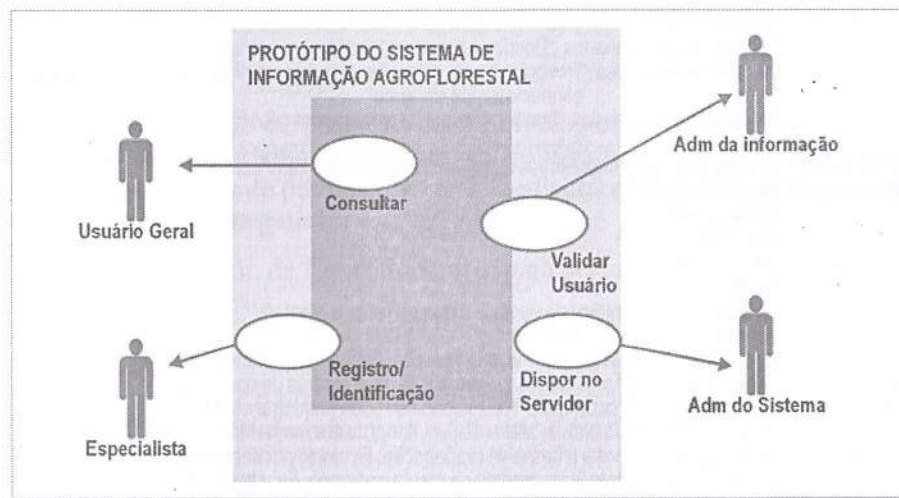 PROTÓTIPO DO SISTEMA DE
INFORMAÇÃO AGROFLORESTAL
Adm da informação
Consultar
Usuário Geral
Validar
Usuário
Registro/
Identificação
Dispor no
Servidor
Adm do Sistema
Especialista